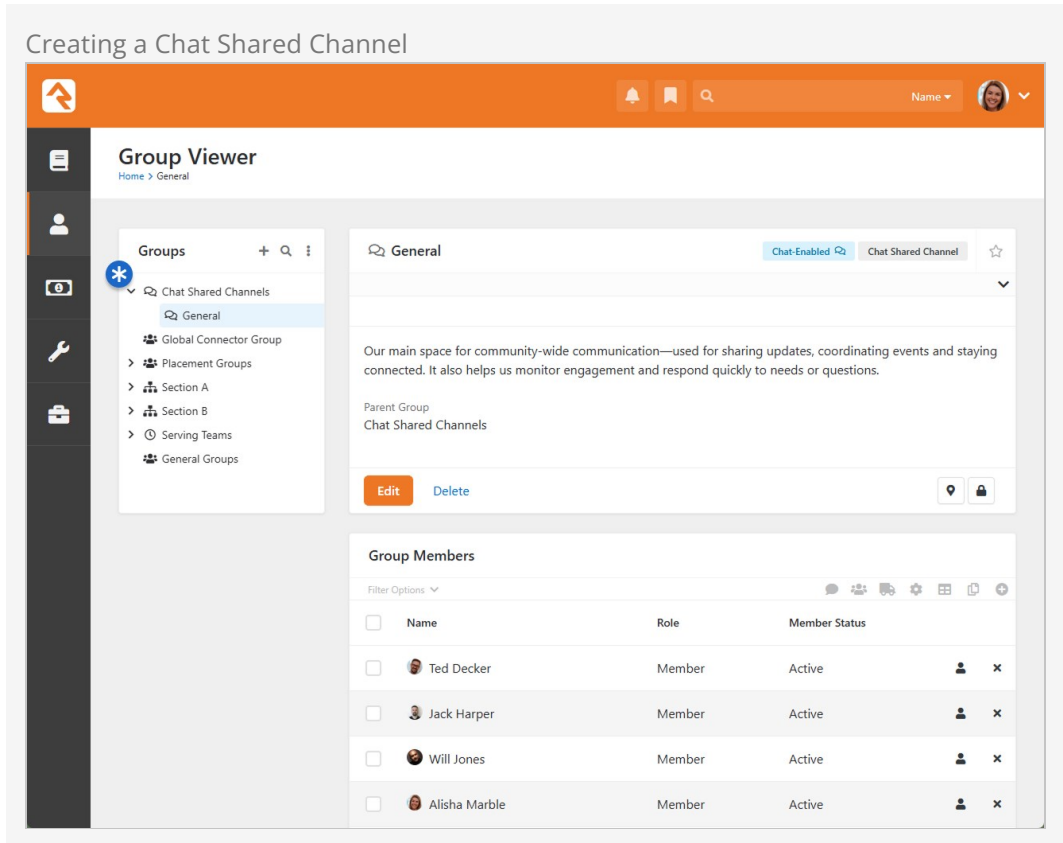 Creating a Chat Shared Channel
Name
Group Viewer
Home > General
Groups
Chat Shared Channels
General
Global Connector Group
Placement Groups
Section A
Section B
Serving Teams
General Groups
General
Chat-Enabled
Chat Shared Channel
Our main space for community-wide communication—used for sharing updates, coordinating events and staying
connected. It also helps us monitor engagement and respond quickly to needs or questions.
Parent Group
Chat Shared Channels
Edit
Delete
Group Members
Filter Options
Name Role Member Status
Ted Decker Member Active
Jack Harper Member Active
Will Jones Member Active
Alisha Marble Member Active